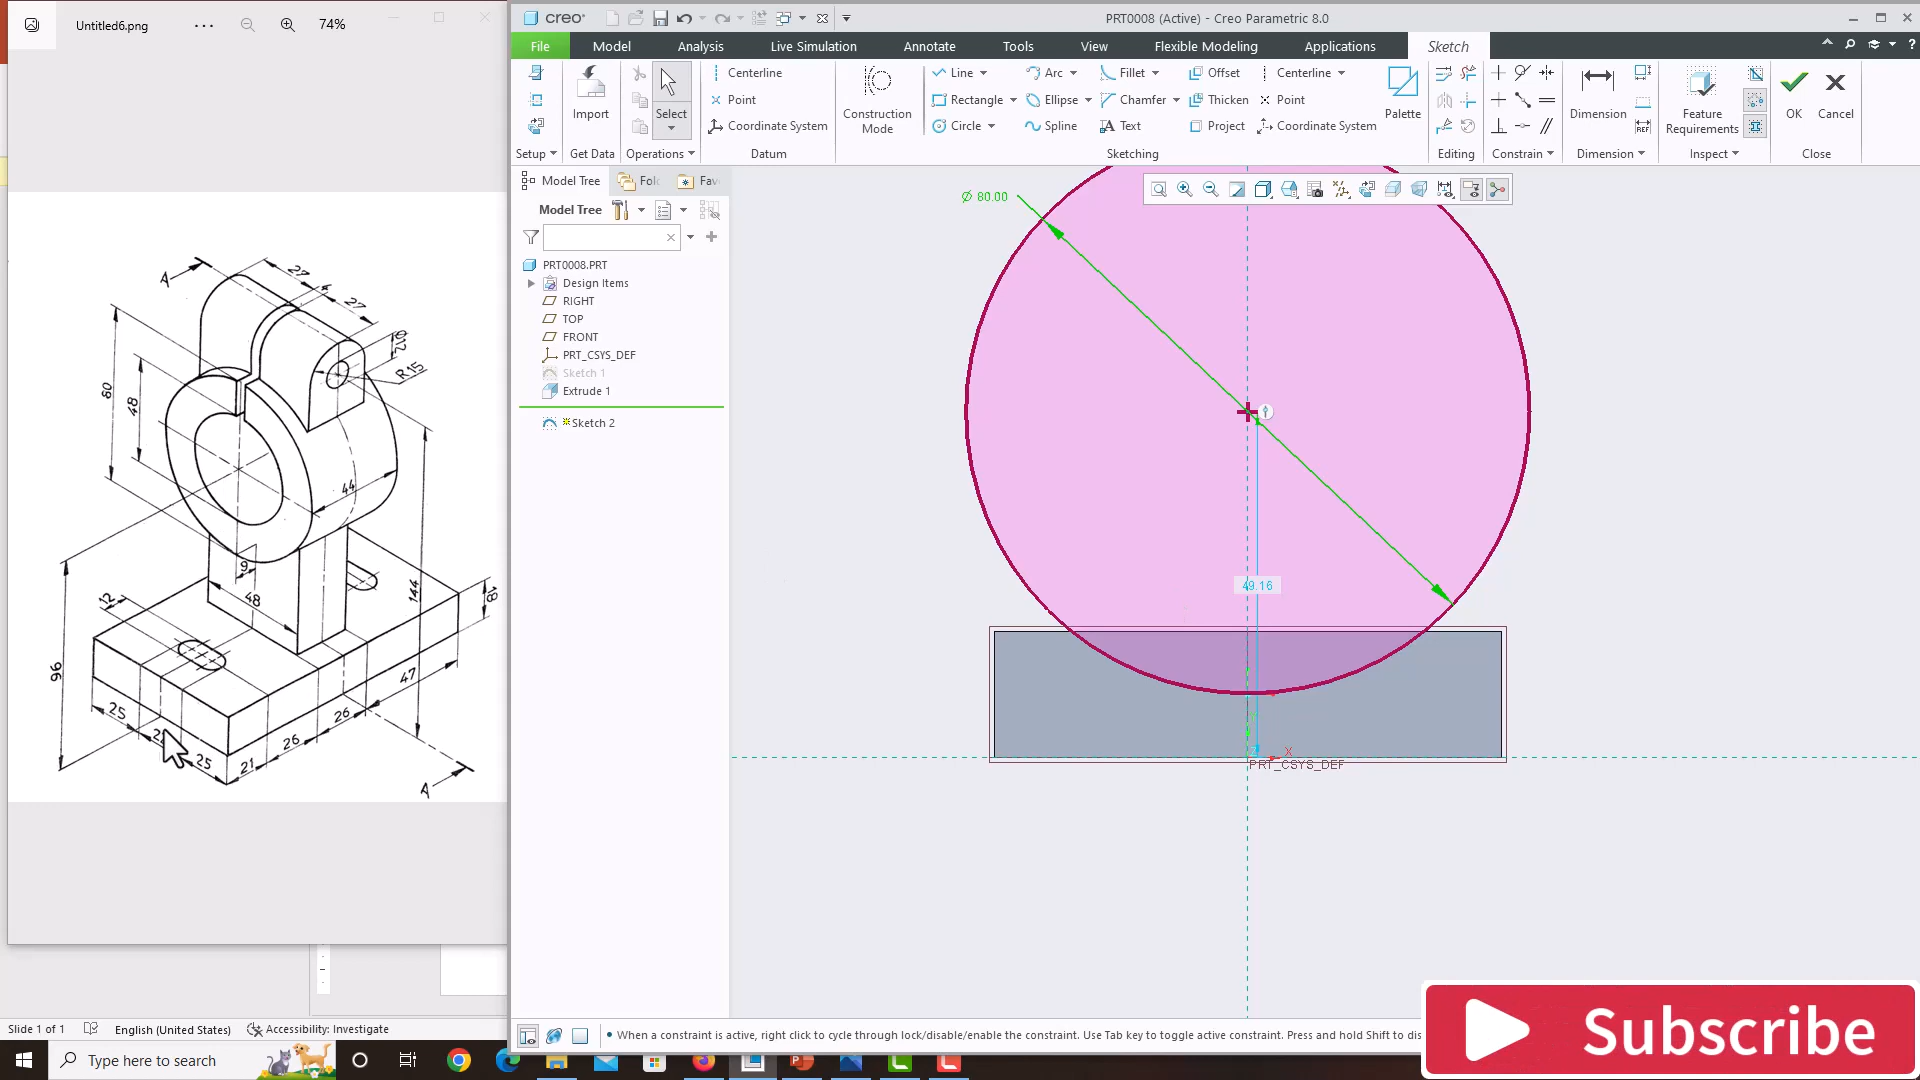 Untitled6.png
74%
creo
PRT0008 (Active) - Creo Parametric 8.0
File
Model
Analysis
Live Simulation
Annotate
Tools
View
Flexible Modeling
Applications
Sketch
Import
Select
Centerline
Point
Coordinate System
Construction Mode
Line
Rectangle
Circle
Arc
Ellipse
Spline
Fillet
Chamfer
Text
Offset
Thicken
Project
Centerline
Point
Coordinate System
Palette
Dimension
Feature Requirements
OK
Cancel
Setup
Get Data
Operations
Datum
Sketching
Editing
Constrain
Dimension
Inspect
Close
Model Tree
Fol
Fav
Model Tree
PRT0008.PRT
Design Items
RIGHT
TOP
FRONT
PRT_CSYS_DEF
Sketch 1
Extrude 1
Sketch 2
Ø 80.00
49.16
X
PRT_CSYS_DEF
A
27
4
27
Ø20
R15
80
48
44
9
48
12
144
18
96
47
26
26
21
25
25
A
When a constraint is active, right click to cycle through lock/disable/enable the constraint. Use Tab key to toggle active constraint. Press and hold Shift to dis
Slide 1 of 1
English (United States)
Accessibility: Investigate
Type here to search
Subscribe